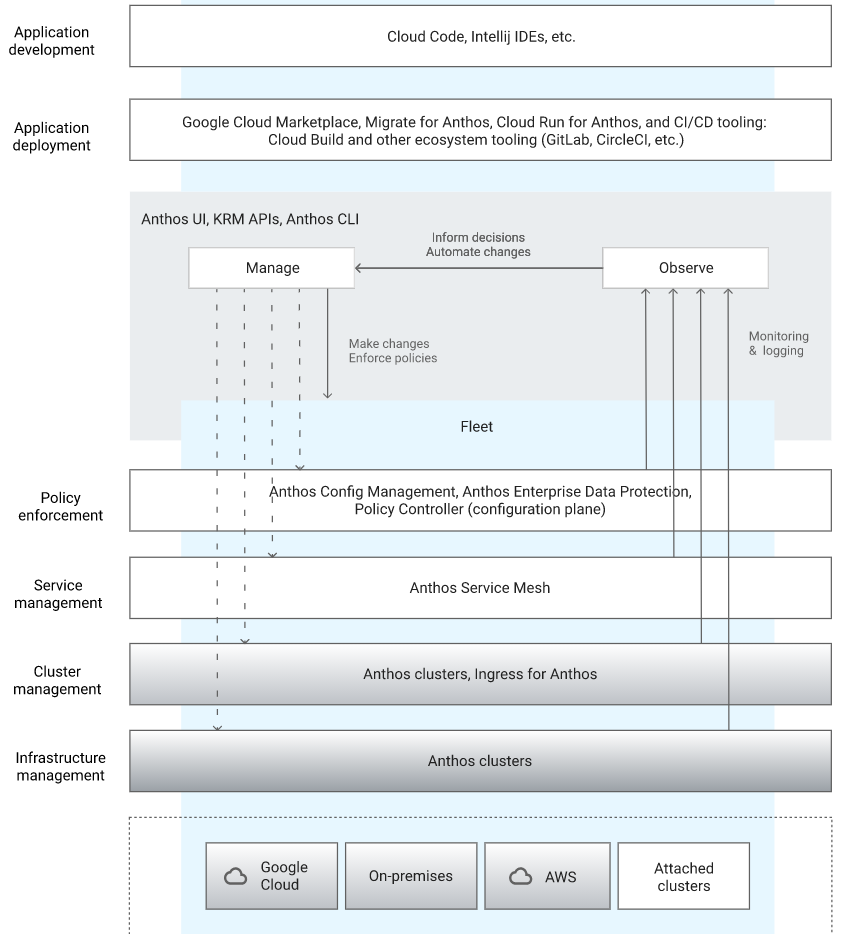 Application
development
Cloud Code, Intellij IDEs, etc.
Application
deployment
Google Cloud Marketplace, Migrate for Anthos, Cloud Run for Anthos, and CI/CD tooling:
Cloud Build and other ecosystem tooling (GitLab, CircleCI, etc.)
Anthos UI, KRM APIs, Anthos CLI
Manage
Inform decisions
Automate changes
Observe
Make changes
Enforce policies
Monitoring
& logging
Fleet
Policy
enforcement
Anthos Config Management, Anthos Enterprise Data Protection,
Policy Controller (configuration plane)
Service
management
Anthos Service Mesh
Cluster
management
Anthos clusters, Ingress for Anthos
Infrastructure
management
Anthos clusters
Google
Cloud
On-premises
AWS
Attached
clusters